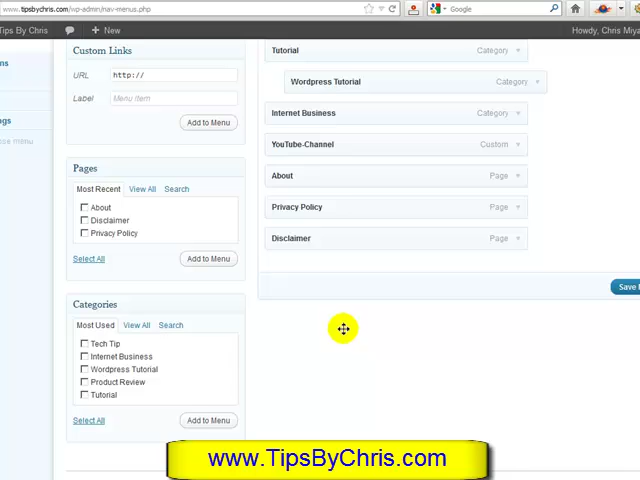 www.tipsbychris.com/wp-admin/nav-menus.php
Google
Tips By Chris
New
Howdy, Chris Miya
Custom Links
URL http://
Label Menu Item
Add to Menu
Pages
Most Recent View All Search
About
Disclaimer
Privacy Policy
Select All Add to Menu
Categories
Most Used View All Search
Tech Tip
Internet Business
Wordpress Tutorial
Product Review
Tutorial
Select All Add to Menu
Tutorial Category
Wordpress Tutorial Category
Internet Business Category
YouTube-Channel Custom
About Page
Privacy Policy Page
Disclaimer Page
Save
www.TipsByChris.com